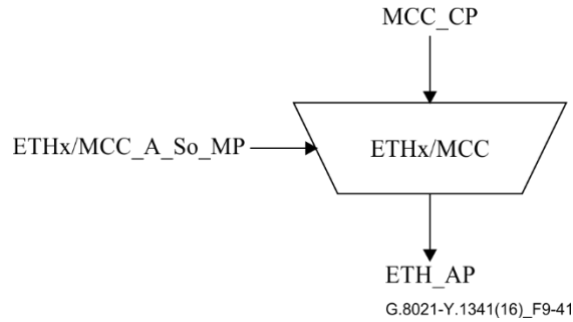 MCC_CP
ETHx/MCC_A_So_MP
ETHx/MCC
ETH_AP
G.8021-Y.1341(16)_F9-41